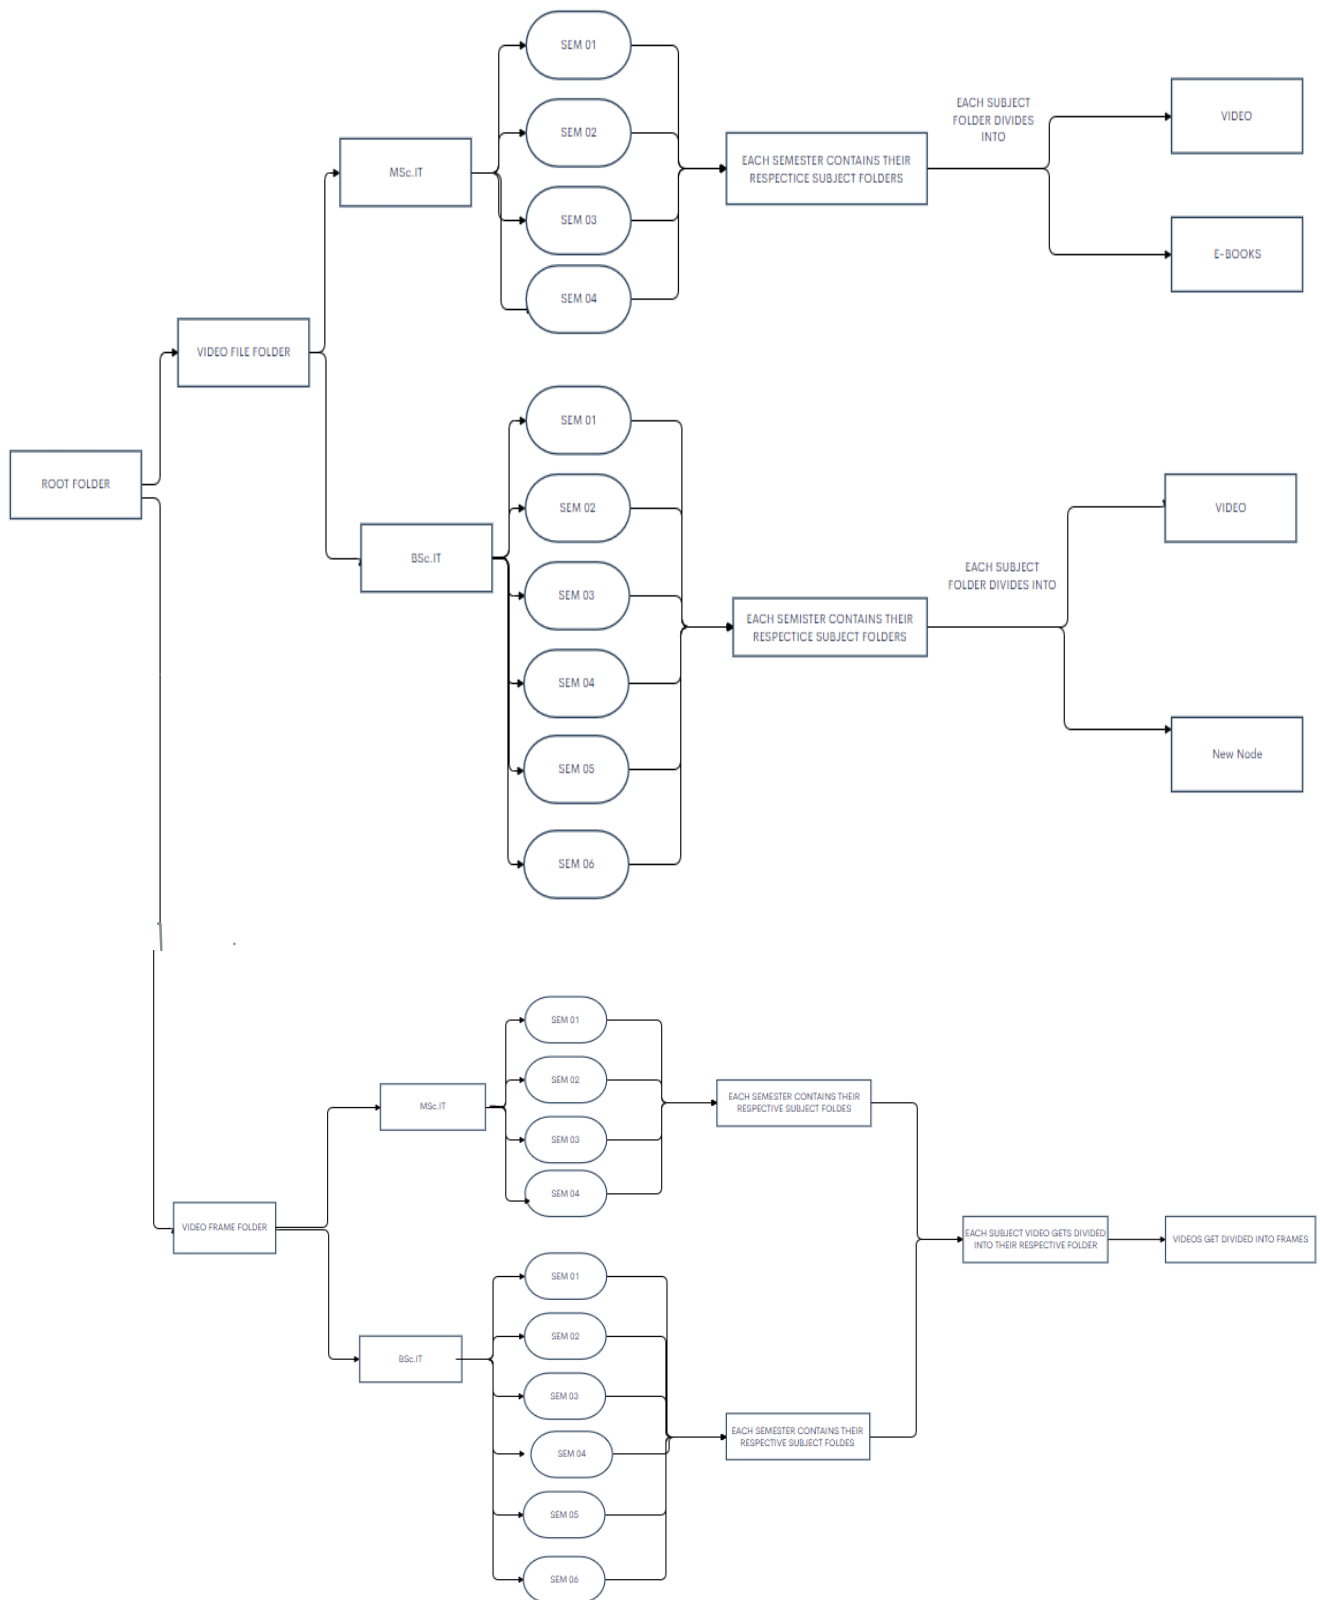 SEM 01
SEM 02
SEM 03
SEM 04
MSc.IT
EACH SEMESTER CONTAINS THEIR
RESPECTICE SUBJECT FOLDERS
EACH SUBJECT
FOLDER DIVIDES
INTO
VIDEO
E-BOOKS
VIDEO FILE FOLDER
ROOT FOLDER
BSc.IT
SEM 01
SEM 02
SEM 03
SEM 04
SEM 05
SEM 06
EACH SEMISTER CONTAINS THEIR
RESPECTICE SUBJECT FOLDERS
EACH SUBJECT
FOLDER DIVIDES INTO
VIDEO
New Node
VIDEO FRAME FOLDER
MSc.IT
SEM 01
SEM 02
SEM 03
SEM 04
EACH SEMESTER CONTAINS THEIR
RESPECTIVE SUBJECT FOLDES
BSc.IT
SEM 01
SEM 02
SEM 03
SEM 04
SEM 05
SEM 06
EACH SEMESTER CONTAINS THEIR
RESPECTIVE SUBJECT FOLDES
EACH SUBJECT VIDEO GETS DIVIDED
INTO THEIR RESPECTIVE FOLDER
VIDEOS GET DIVIDED INTO FRAMES